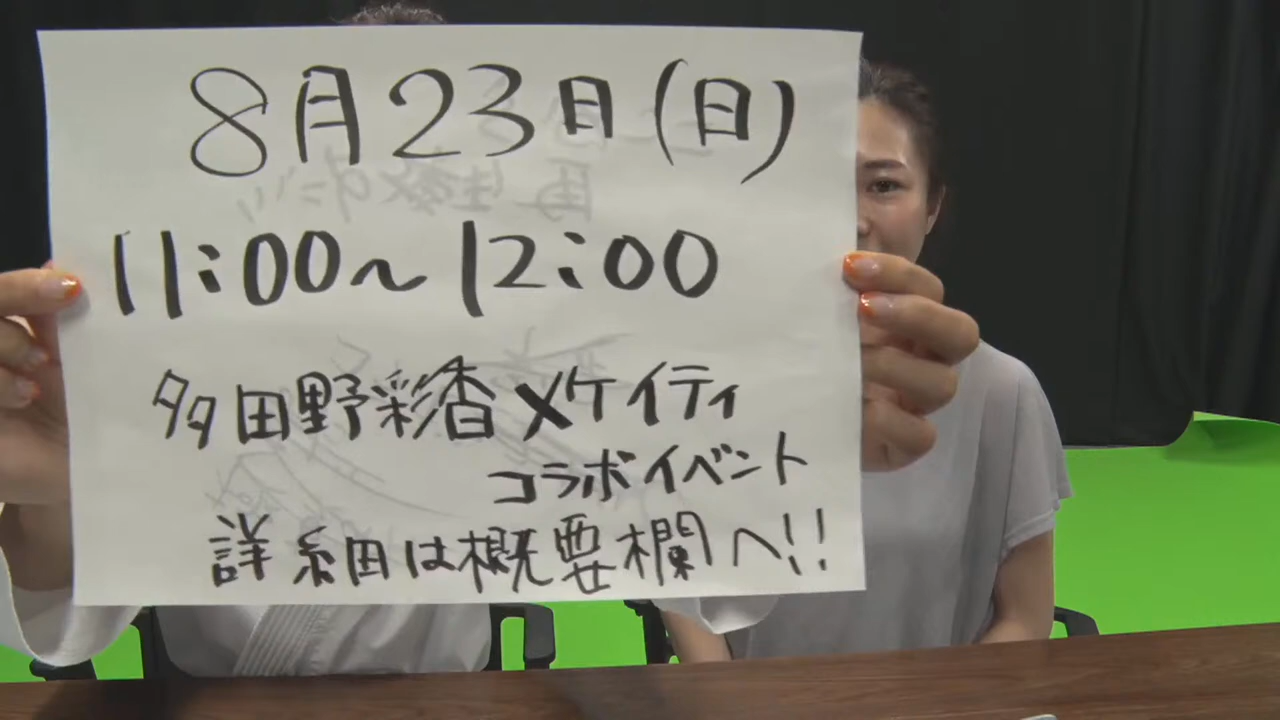 8月23日(日)
11:00~12:00
多田野彩香×ケイティ
コラボイベント
詳細は概要欄へ!!